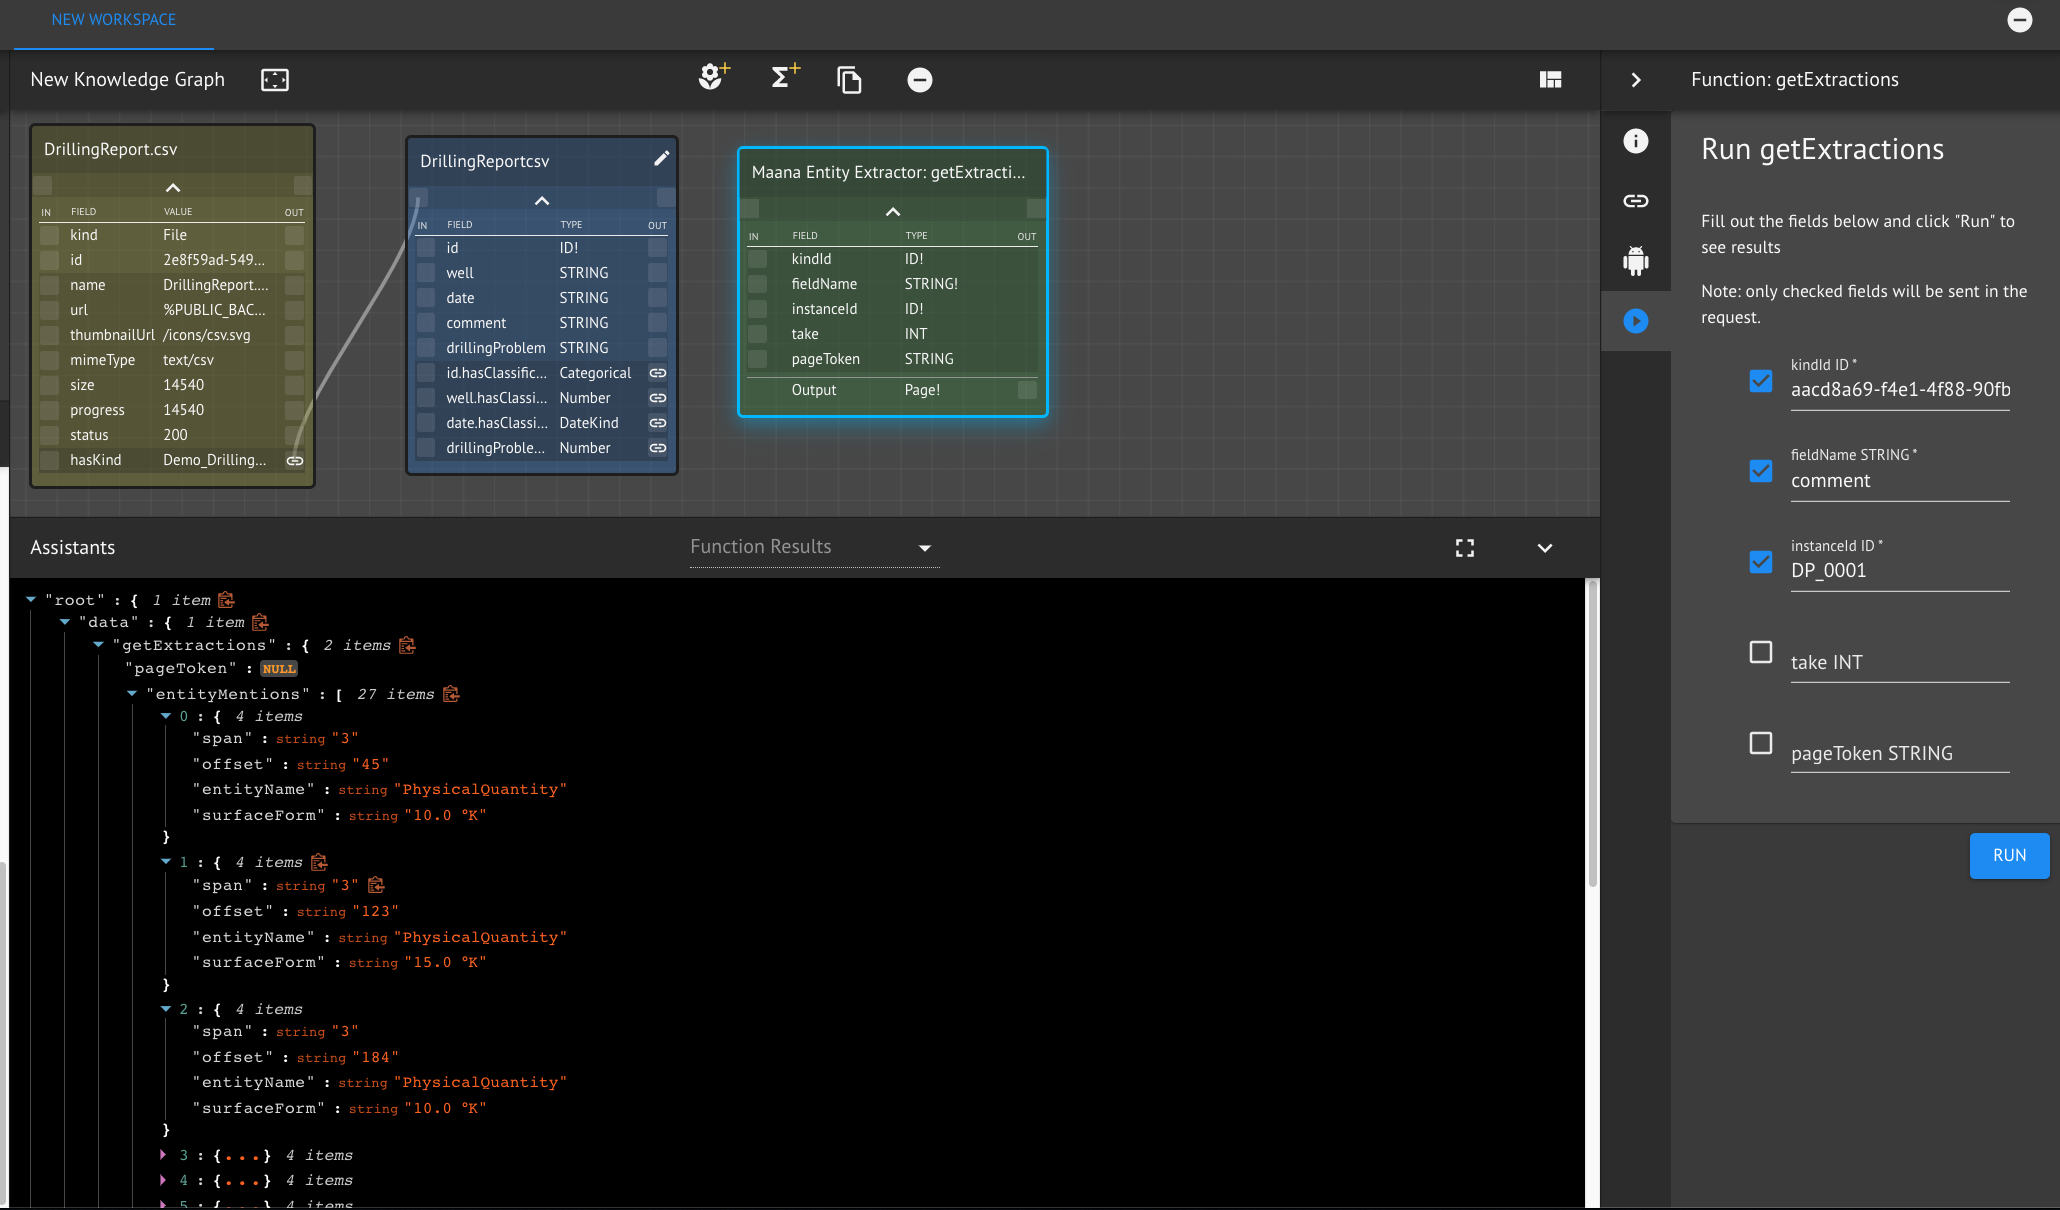 NEW WORKSPACE
New Knowledge Graph
Function: getExtractions
DrillingReport.csv
IN FIELD VALUE OUT
kind File
id 2e8f59ad-549...
name DrillingReport....
url %PUBLIC_BAC...
thumbnailUrl /icons/csv.svg
mimeType text/csv
size 14540
progress 14540
status 200
hasKind Demo_Drilling...
DrillingReportcsv
IN FIELD TYPE OUT
id ID!
well STRING
date STRING
comment STRING
drillingProblem STRING
id.hasClassific... Categorical
well.hasClassi... Number
date.hasClassi... DateKind
drillingProble... Number
Maana Entity Extractor: getExtracti...
IN FIELD TYPE OUT
kindId ID!
fieldName STRING!
instanceId ID!
take INT
pageToken STRING
Output Page!
Run getExtractions
Fill out the fields below and click "Run" to
see results
Note: only checked fields will be sent in the
request.
kindId ID *
aacd8a69-f4e1-4f88-90fb
fieldName STRING *
comment
instanceId ID *
DP_0001
take INT
pageToken STRING
RUN
Assistants
Function Results
"root" : { 1 item
"data" : { 1 item
"getExtractions" : { 2 items
"pageToken" : NULL
"entityMentions" : [ 27 items
0 : { 4 items
"span" : string "3"
"offset" : string "45"
"entityName" : string "PhysicalQuantity"
"surfaceForm" : string "10.0 °K"
}
1 : { 4 items
"span" : string "3"
"offset" : string "123"
"entityName" : string "PhysicalQuantity"
"surfaceForm" : string "15.0 °K"
}
2 : { 4 items
"span" : string "3"
"offset" : string "184"
"entityName" : string "PhysicalQuantity"
"surfaceForm" : string "10.0 °K"
}
3 : {...} 4 items
4 : {...} 4 items
5 : {...} 4 items